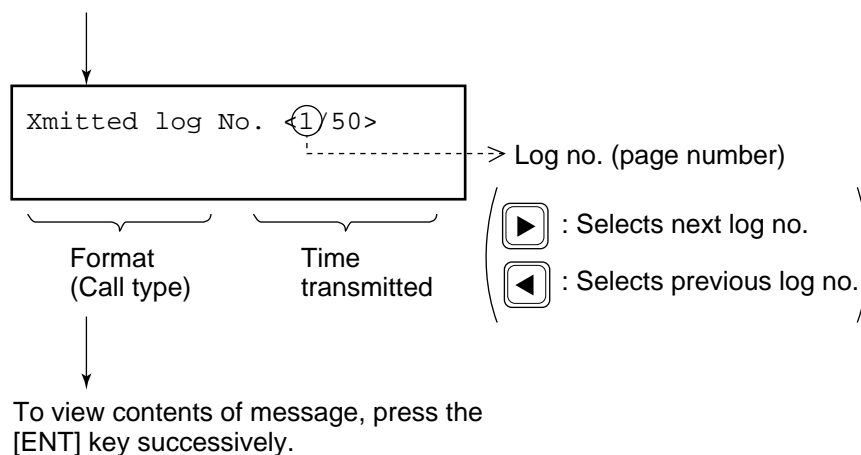 Xmitted log No. <1/50>
Log no. (page number)
: Selects next log no.
: Selects previous log no.
Format
(Call type)
Time
transmitted
To view contents of message, press the
[ENT] key successively.